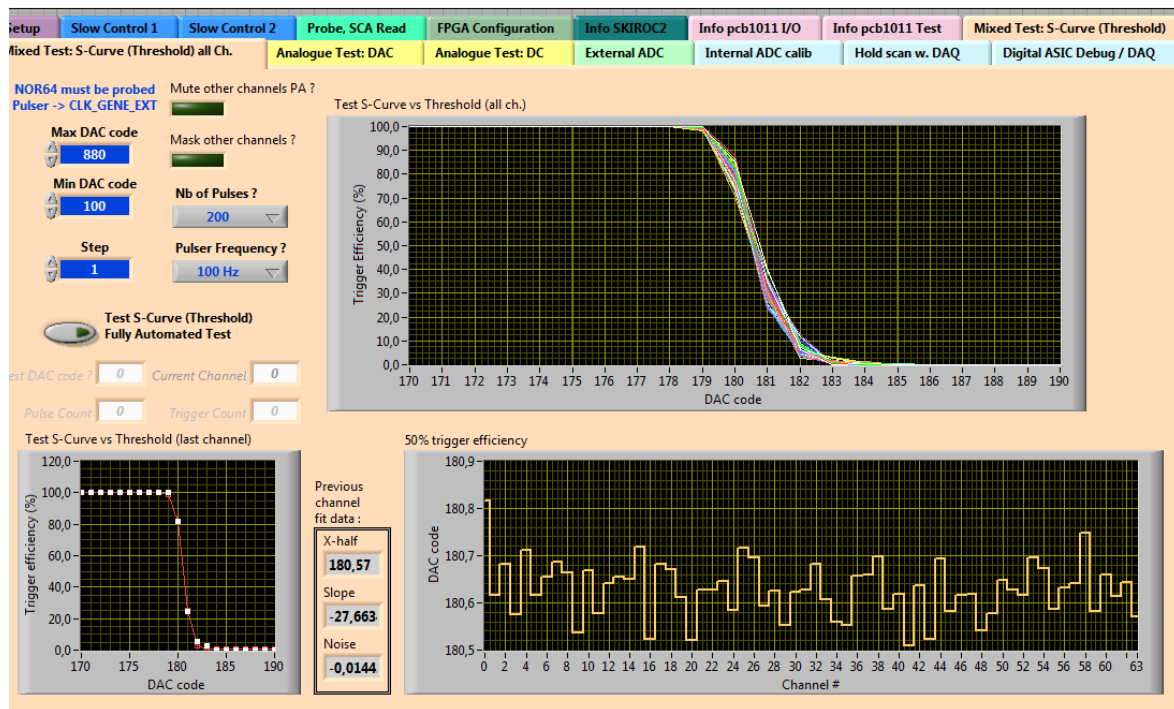 Setup Slow Control 1 Slow Control 2 Probe, SCA Read FPGA Configuration Info SKIROC2 Info pcb1011 I/O Info pcb1011 Test Mixed Test: S-Curve (Threshold)
Mixed Test: S-Curve (Threshold) all Ch. Analogue Test: DAC Analogue Test: DC External ADC Internal ADC calib Hold scan w. DAQ Digital ASIC Debug / DAQ
NOR64 must be probed
Pulser -> CLK_GENE_EXT
Mute other channels PA ?
Max DAC code
880
Mask other channels ?
Min DAC code
100
Nb of Pulses ?
200
Step
1
Pulser Frequency ?
100 Hz
Test S-Curve (Threshold)
Fully Automated Test
est DAC code ? 0 Current Channel 0
Pulse Count 0 Trigger Count 0
Test S-Curve vs Threshold (all ch.)
Trigger Efficiency (%)
100,0
90,0
80,0
70,0
60,0
50,0
40,0
30,0
20,0
10,0
0,0
170 171 172 173 174 175 176 177 178 179 180 181 182 183 184 185 186 187 188 189 190
DAC code
Test S-Curve vs Threshold (last channel)
Trigger efficiency (%)
120,0
100,0
80,0
60,0
40,0
20,0
0,0
170 175 180 185 190
DAC code
Previous
channel
fit data :
X-half
180,57
Slope
-27,663
Noise
-0,0144
50% trigger efficiency
DAC code
180,9
180,8
180,7
180,6
180,5
0 2 4 6 8 10 12 14 16 18 20 22 24 26 28 30 32 34 36 38 40 42 44 46 48 50 52 54 56 58 60 63
Channel #